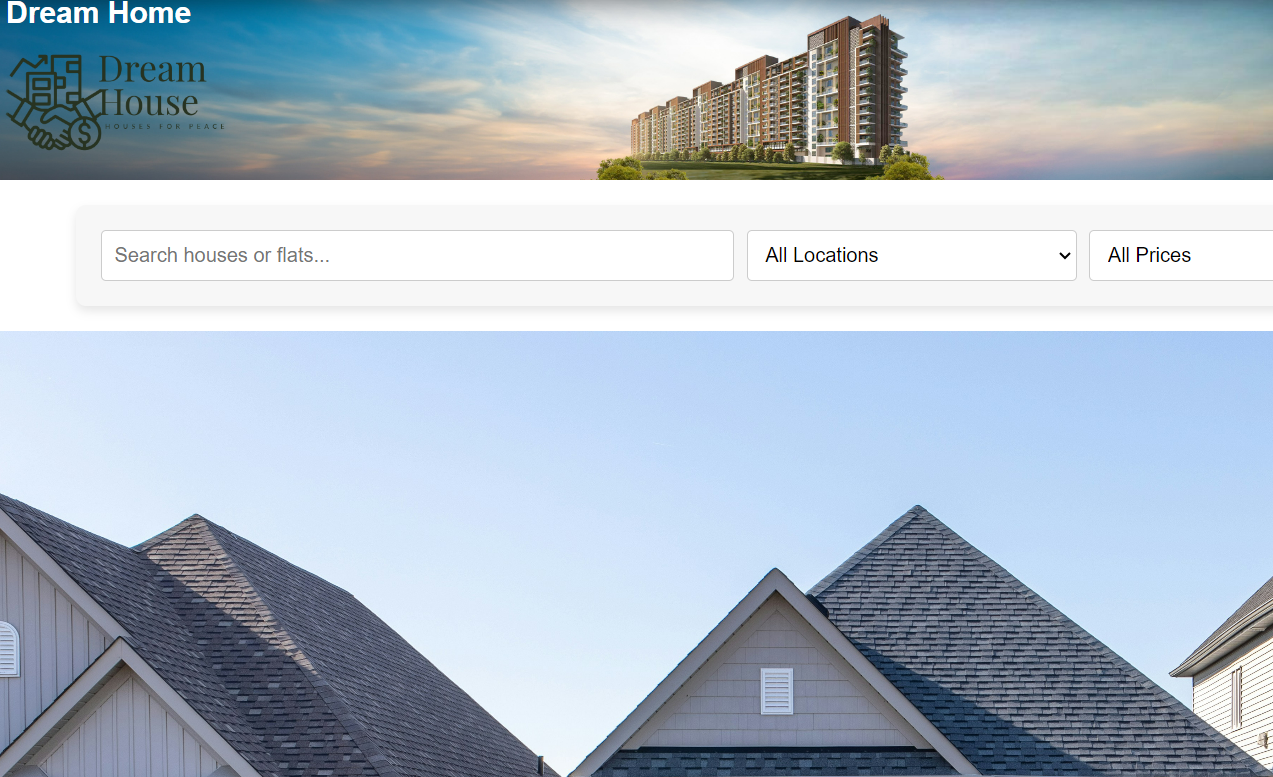 Dream Home
Dream
House
HOUSES FOR PEACE
$
Search houses or flats...
All Locations
All Prices